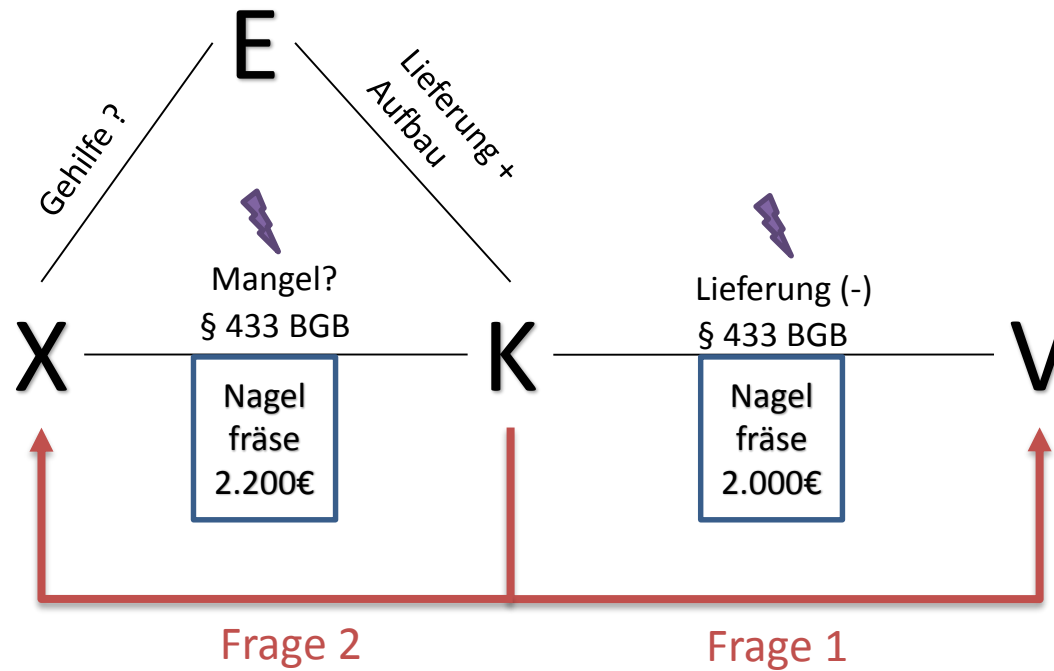 E
Gehilfe ?
Lieferung +
Aufbau
Mangel?
§ 433 BGB
Lieferung (-)
§ 433 BGB
X
K
V
Nagel
fräse
2.200€
Nagel
fräse
2.000€
Frage 2
Frage 1